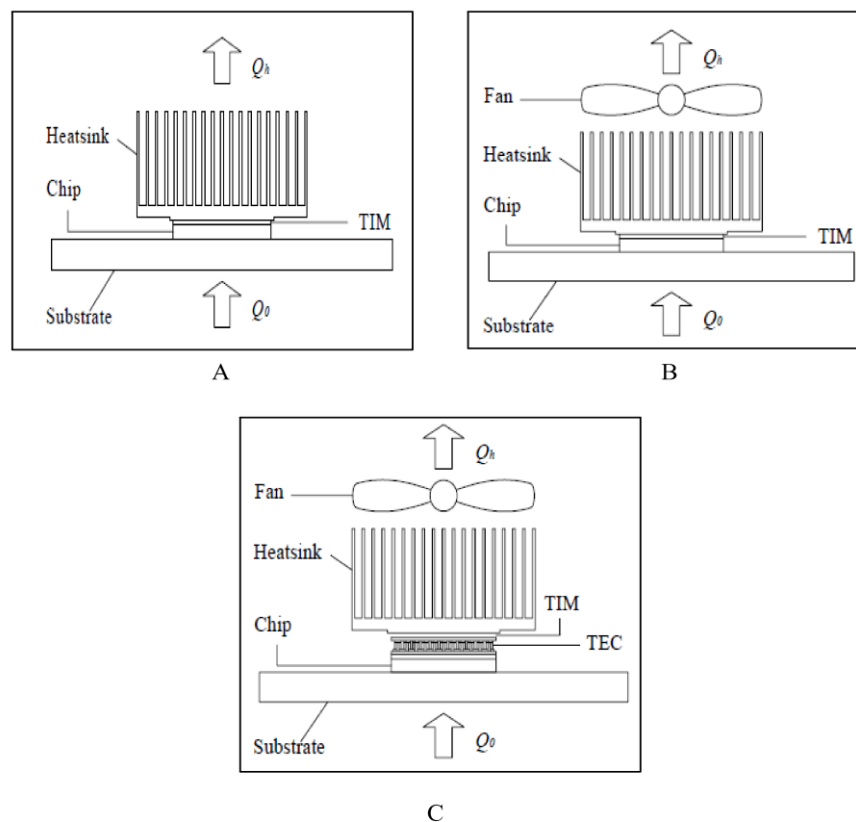 Qh
Heatsink
Chip
TIM
Substrate
Q0
A
Qh
Fan
Heatsink
Chip
TIM
Substrate
Q0
B
Qh
Fan
Heatsink
TIM
Chip
TEC
Substrate
Q0
C